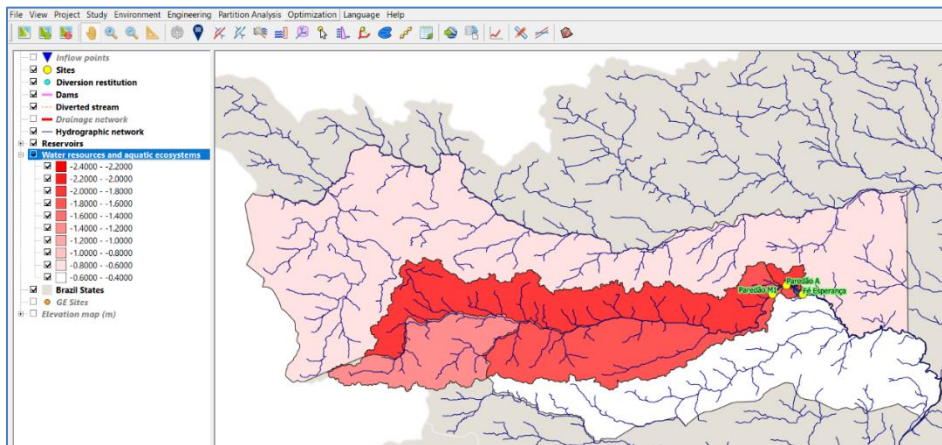 File View Project Study Environment Engineering Partition Analysis Optimization Language Help
Inflow points
Sites
Diversion restitution
Dams
Diverted stream
Drainage network
Hydrographic network
Reservoirs
Water resources and aquatic ecosystems
-2.4000 - -2.2000
-2.2000 - -2.0000
-2.0000 - -1.8000
-1.8000 - -1.6000
-1.6000 - -1.4000
-1.4000 - -1.2000
-1.2000 - -1.0000
-1.0000 - -0.8000
-0.8000 - -0.6000
-0.6000 - -0.4000
Brazil States
GE Sites
Elevation map (m)
Paredão A
Paredão M1
Fé Esperança